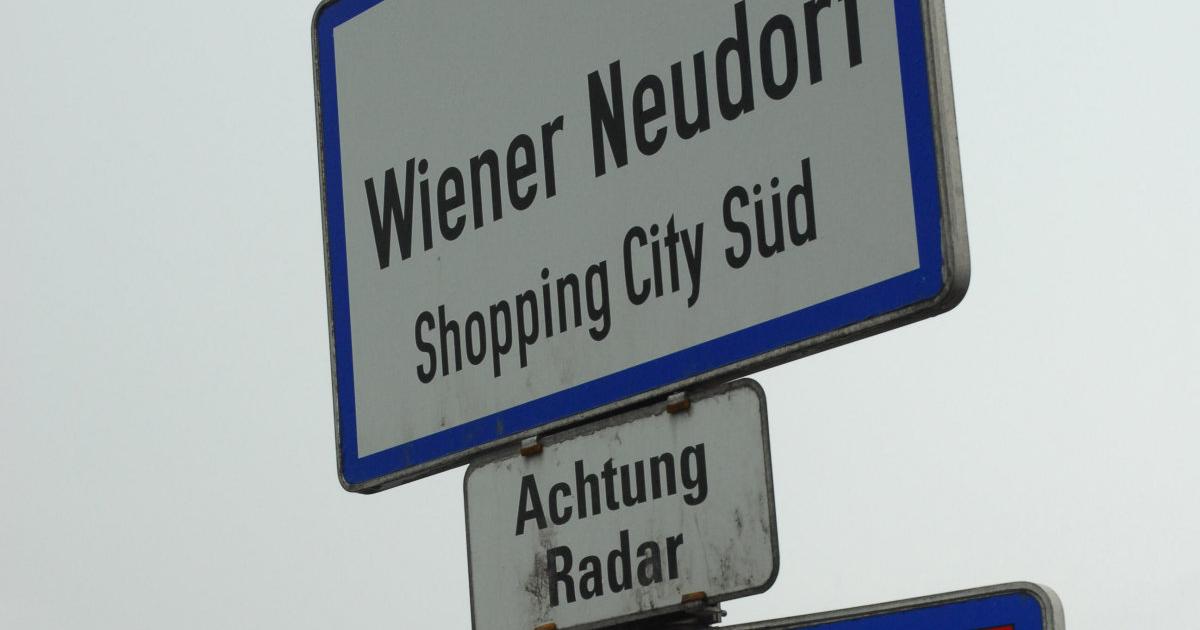 Wiener Neudorf
Shopping City Süd
Achtung
Radar